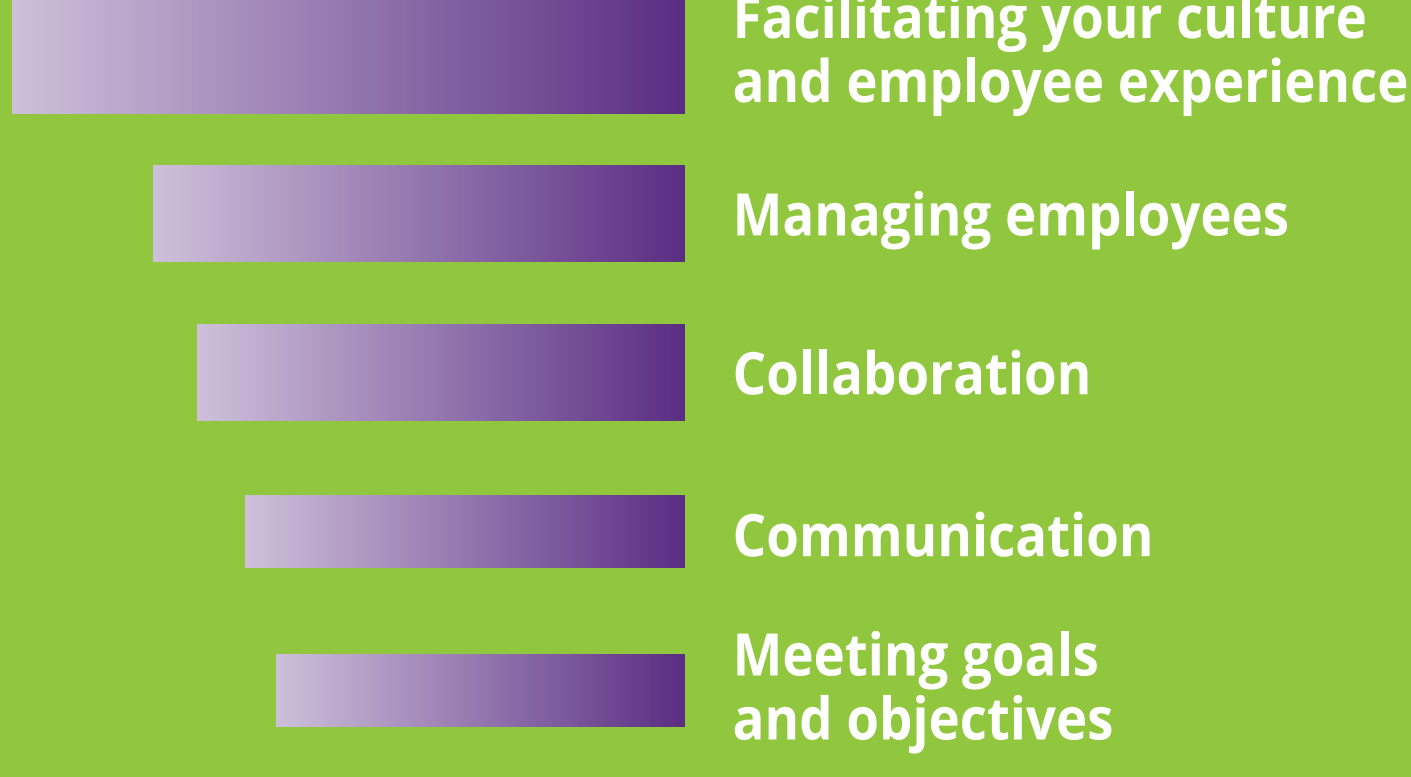 Facilitating your culture
and employee experience
Managing employees
Collaboration
Communication
Meeting goals
and objectives